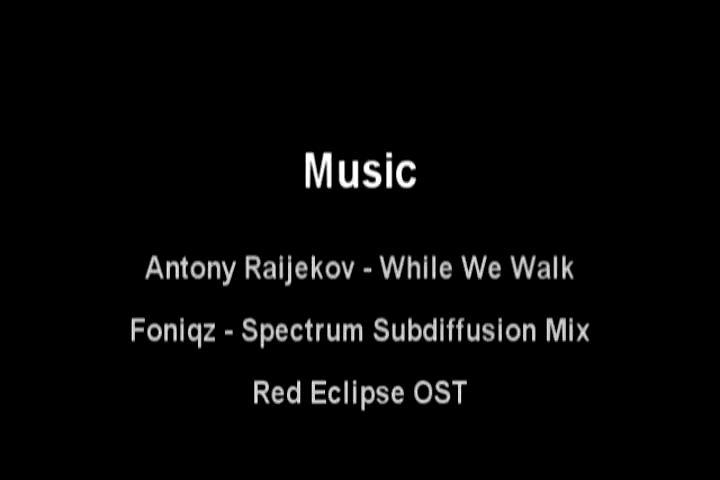 Music
Antony Raijekov - While We Walk
Foniqz - Spectrum Subdiffusion Mix
Red Eclipse OST